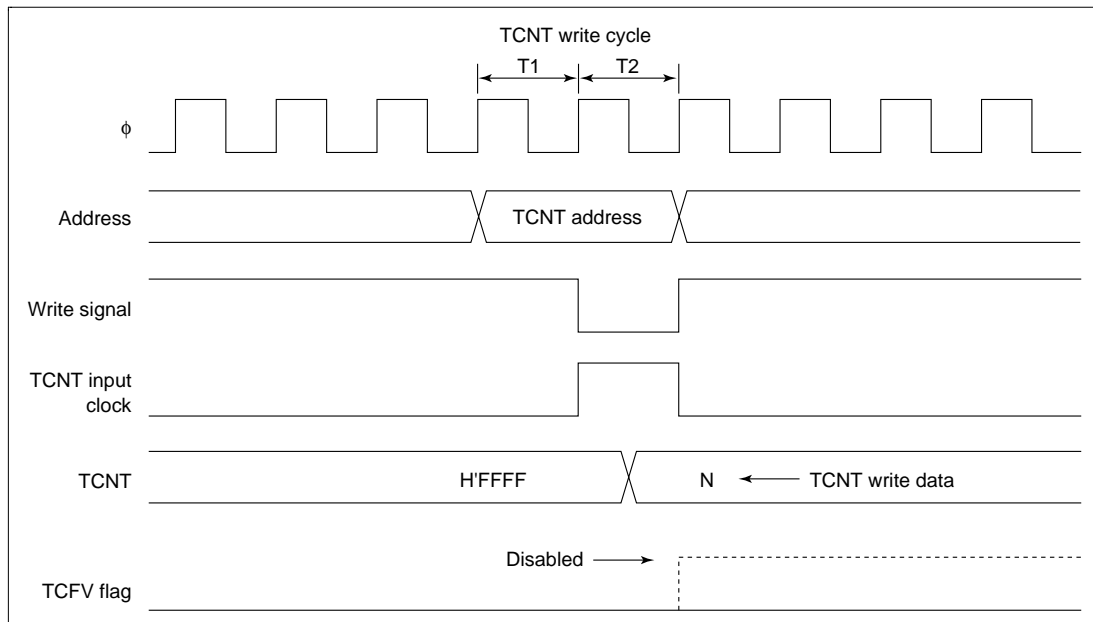 TCNT write cycle
T1 T2
ϕ
Address
TCNT address
Write signal
TCNT input
clock
TCNT
H'FFFF
N
TCNT write data
Disabled
TCFV flag